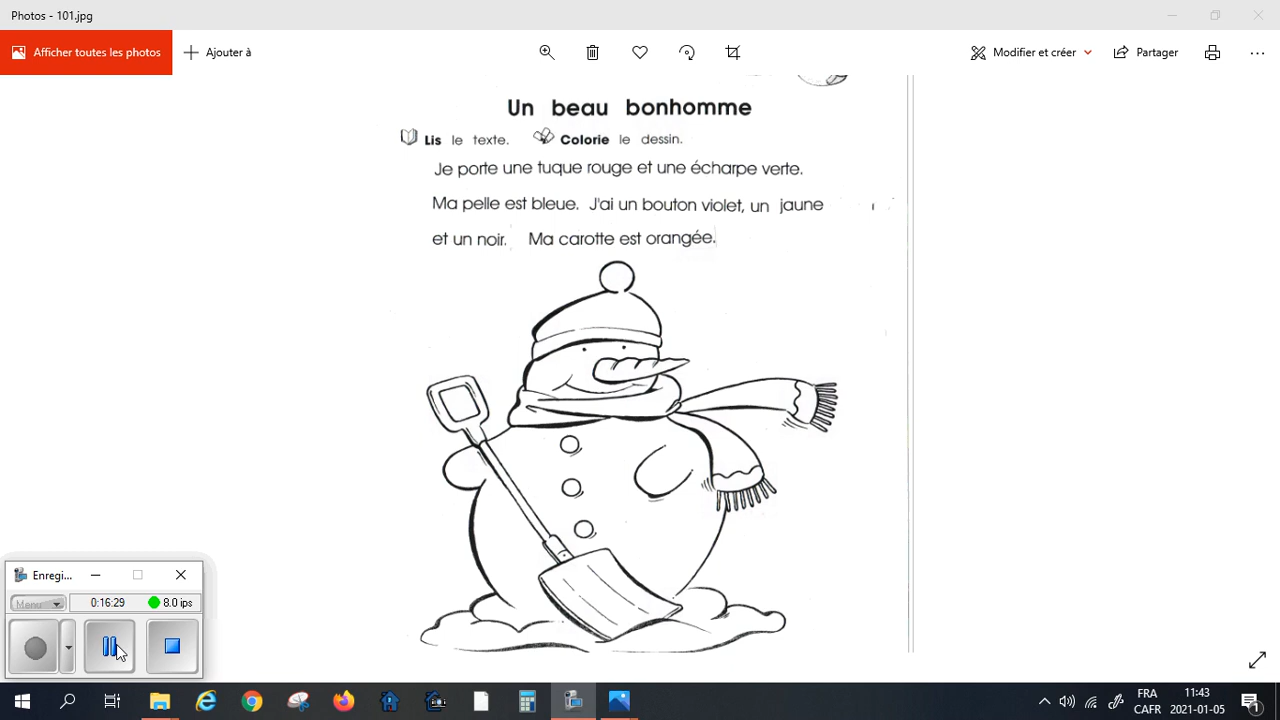 Photos - 101.jpg
Afficher toutes les photos
Ajouter à
Modifier et créer
Partager
Un beau bonhomme
Lis le texte.
Colorie le dessin.
Je porte une tuque rouge et une écharpe verte.
Ma pelle est bleue. J'ai un bouton violet, un jaune
et un noir. Ma carotte est orangée.
Enregi...
Menu
0:16:29
8.0 ips
FRA
CAFR
11:43
2021-01-05
1